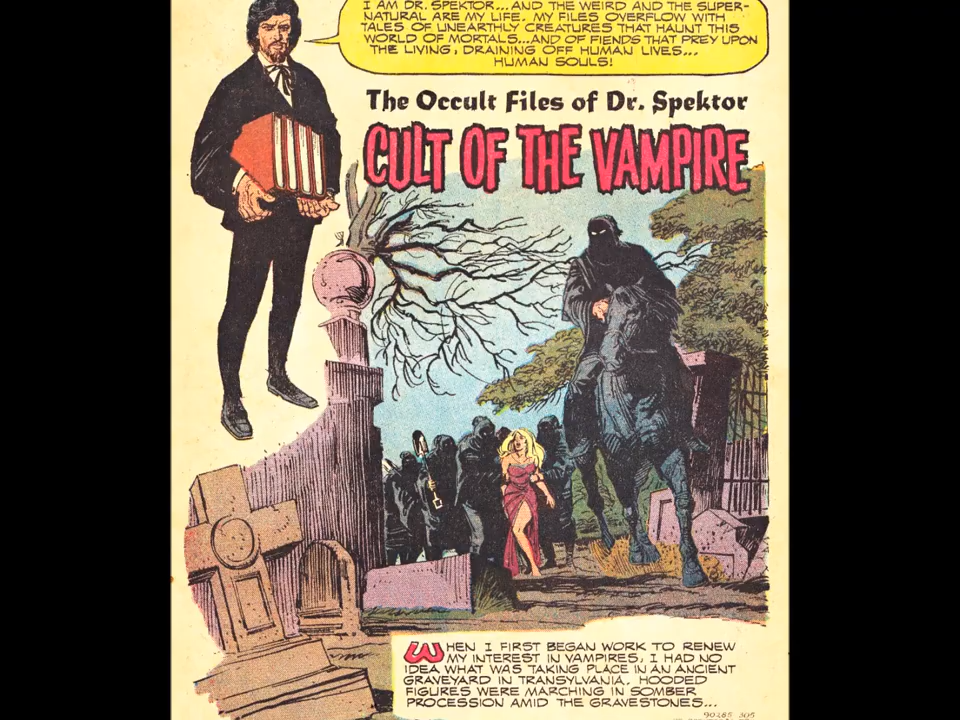 I AM DR. SPEKTOR...AND THE WEIRD AND THE SUPER-
NATURAL ARE MY LIFE. MY FILES OVERFLOW WITH
TALES OF UNEARTHLY CREATURES THAT HAUNT THIS
WORLD OF MORTALS...AND OF FIENDS THAT PREY UPON
THE LIVING, DRAINING OFF HUMAN LIVES...
HUMAN SOULS!
The Occult Files of Dr. Spektor
CULT OF THE VAMPIRE
WHEN I FIRST BEGAN WORK TO RENEW
MY INTEREST IN VAMPIRES, I HAD NO
IDEA WHAT WAS TAKING PLACE IN AN ANCIENT
GRAVEYARD IN TRANSYLVANIA. HOODED
FIGURES WERE MARCHING IN SOMBER
PROCESSION AMID THE GRAVESTONES...
90285 305